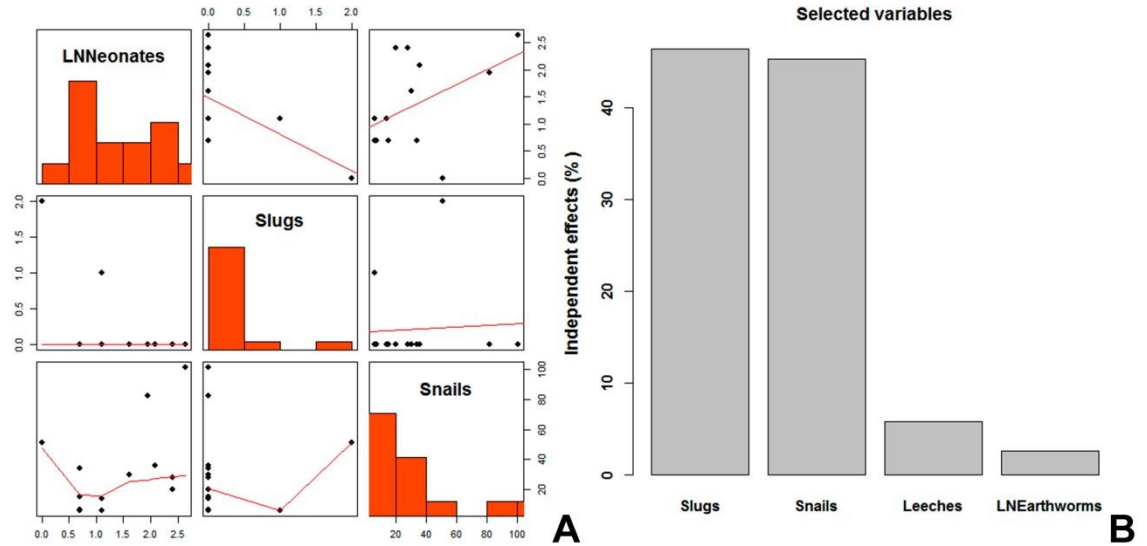 Selected variables
0.0 0.5 1.0 1.5 2.0
LNNeonates
0.0 0.5 1.0 1.5 2.0 2.5
0.0 0.5 1.0 1.5 2.0
Slugs
Snails
20 40 60 80 100
0.0 0.5 1.0 1.5 2.0 2.5
20 40 60 80 100
A
Independent effects (% )
0 10 20 30 40
Slugs Snails Leeches LNEarthworms
B